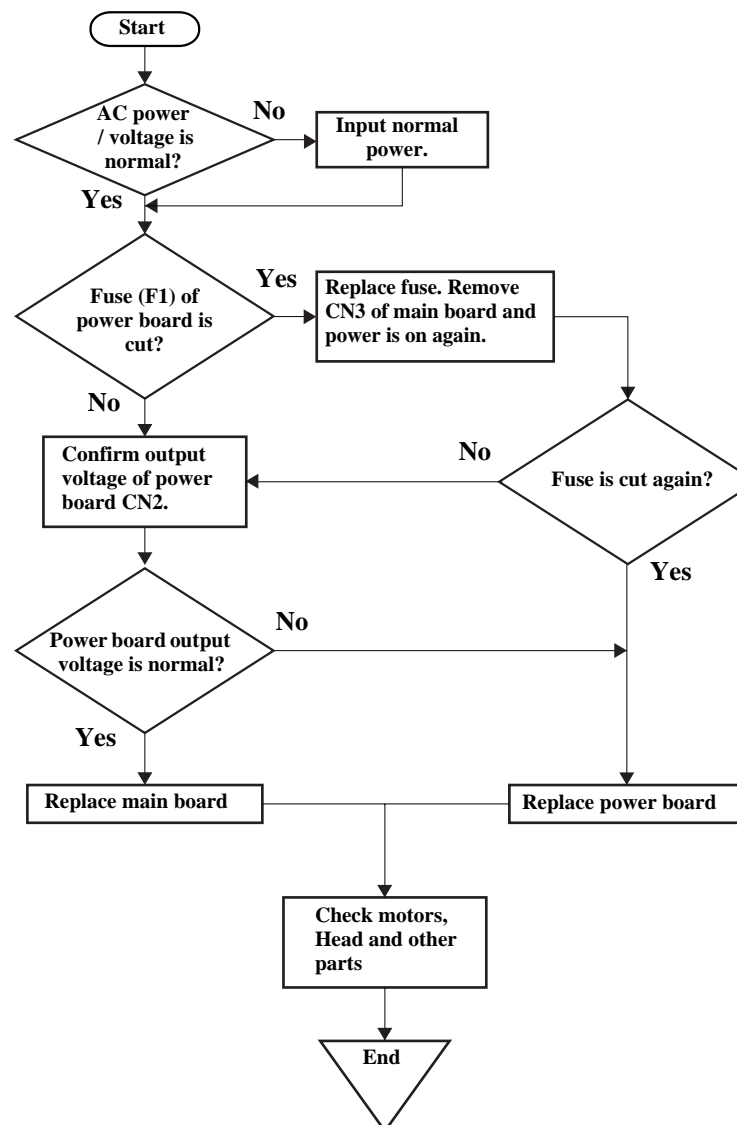 Start
AC power
/ voltage is
normal?
No
Input normal
power.
Yes
Fuse (F1) of
power board is
cut?
Yes
Replace fuse. Remove
CN3 of main board and
power is on again.
No
Confirm output
voltage of power
board CN2.
No
Fuse is cut again?
Yes
Power board output
voltage is normal?
No
Yes
Replace main board
Replace power board
Check motors,
Head and other
parts
End